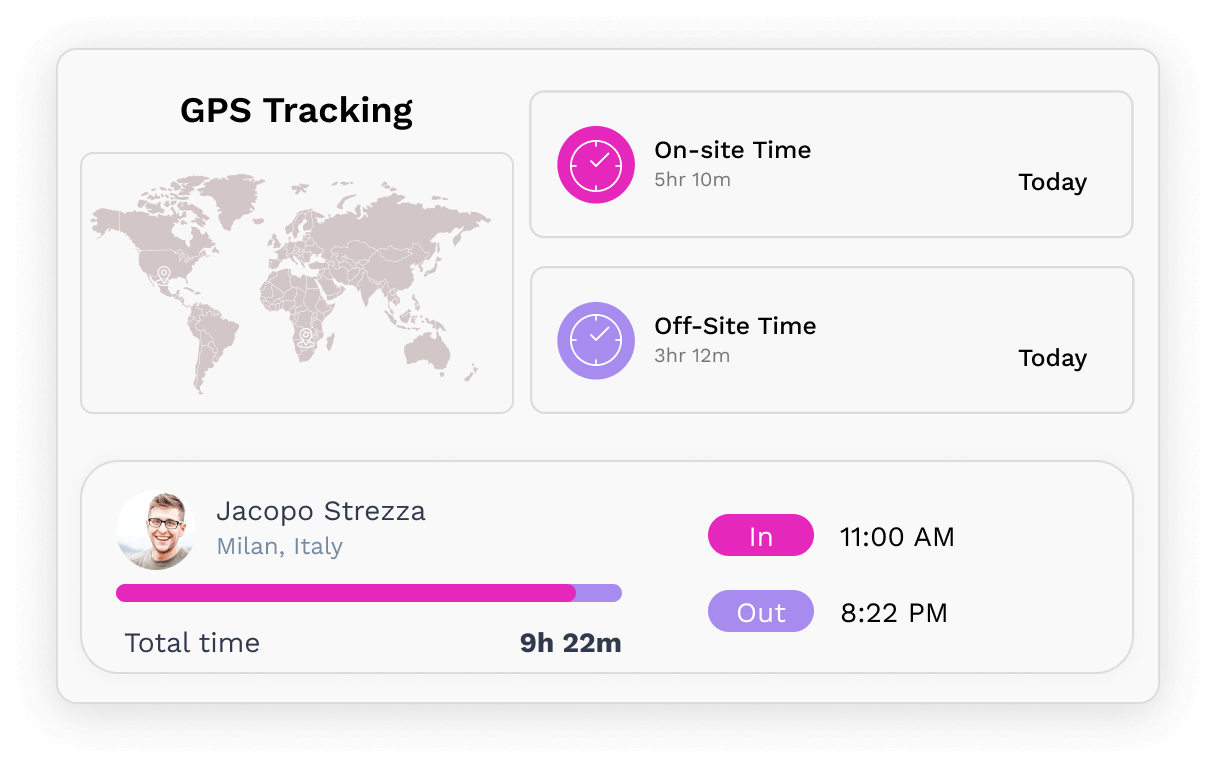 GPS Tracking
On-site Time
5hr 10m
Today
Off-Site Time
3hr 12m
Today
Jacopo Strezza
Milan, Italy
Total time
9h 22m
In
11:00 AM
Out
8:22 PM